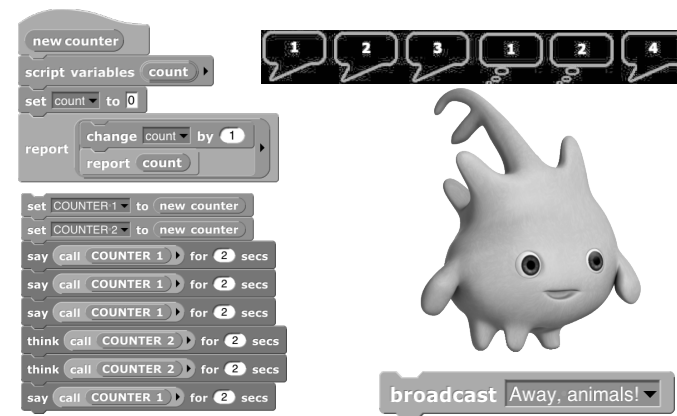 new counter
script variables count
set count to 0
report
change count by 1
report count
set COUNTER 1 to new counter
set COUNTER 2 to new counter
say call COUNTER 1 for 2 secs
say call COUNTER 1 for 2 secs
say call COUNTER 1 for 2 secs
think call COUNTER 2 for 2 secs
think call COUNTER 2 for 2 secs
say call COUNTER 1 for 2 secs
1 2 3 1 2 4
broadcast Away, animals!